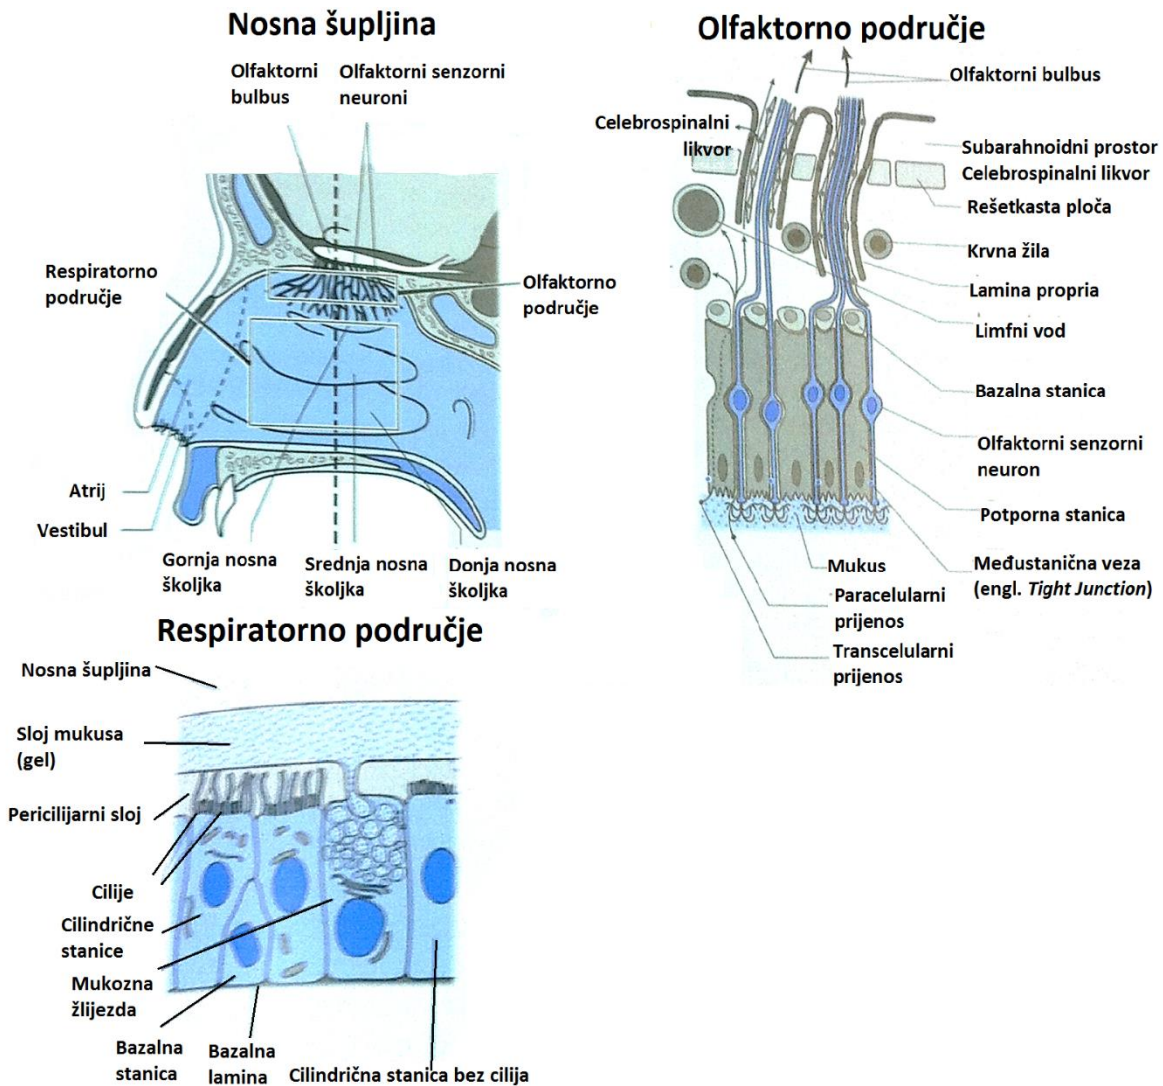 Nosna šupljina
Olfaktorni
bulbus
Olfaktorni senzorni
neuroni
Respiratorno
područje
Olfaktorno
područje
Atrij
Vestibul
Gornja nosna
školjka
Srednja nosna
školjka
Donja nosna
školjka
Olfaktorno područje
Olfaktorni bulbus
Celebrospinalni
likvor
Subarahnoidni prostor
Celebrospinalni likvor
Rešetkasta ploča
Krvna žila
Lamina propria
Limfni vod
Bazalna stanica
Olfaktorni senzorni
neuron
Potporna stanica
Međustanična veza
(engl. Tight Junction)
Mukus
Paracelularni
prijenos
Transcelularni
prijenos
Respiratorno područje
Nosna šupljina
Sloj mukusa
(gel)
Pericilijarni sloj
Cilije
Cilindrične
stanice
Mukozna
žlijezda
Bazalna
stanica
Bazalna
lamina
Cilindrična stanica bez cilija